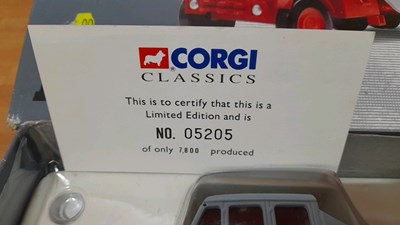 CORGI
CLASSICS
This is to certify that this is a
Limited Edition and is
NO. 05205
of only 7,800 produced